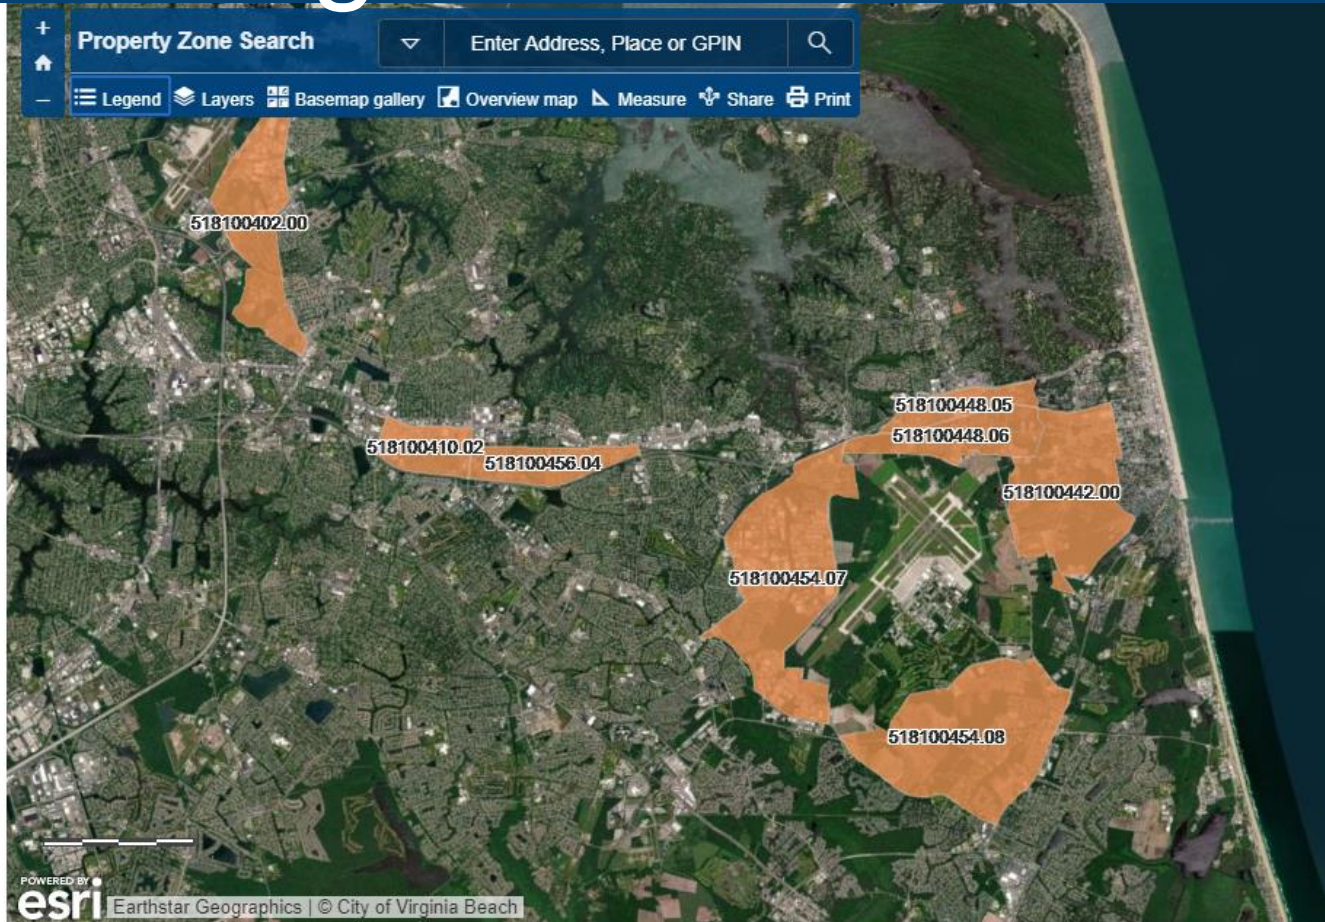 +
Property Zone Search
Enter Address, Place or GPIN
−
Legend
Layers
Basemap gallery
Overview map
Measure
Share
Print
518100402.00
518100448.05
518100448.06
518100410.02
518100456.04
518100442.00
518100454.07
518100454.08
POWERED BY
esri
Earthstar Geographics | © City of Virginia Beach